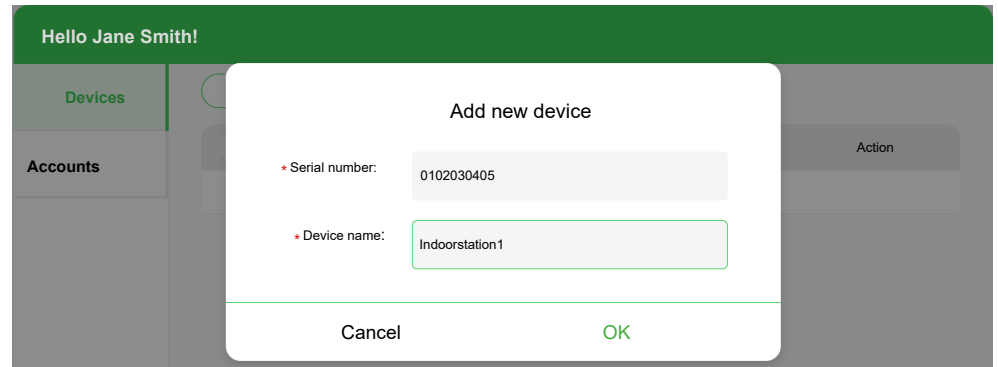 Hello Jane Smith!
Devices
Accounts
Action
Add new device
* Serial number: 0102030405
* Device name: Indoorstation1
Cancel OK